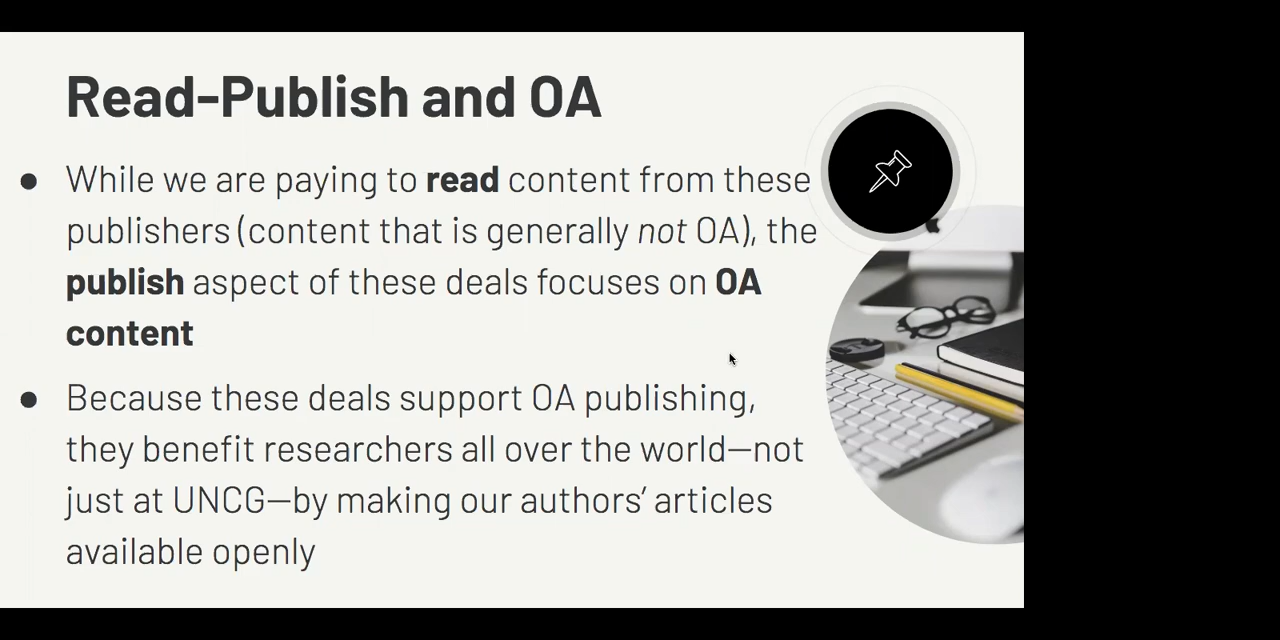 Read-Publish and OA
● While we are paying to read content from these
publishers (content that is generally not OA), the
publish aspect of these deals focuses on OA
content
● Because these deals support OA publishing,
they benefit researchers all over the world—not
just at UNCG—by making our authors’ articles
available openly